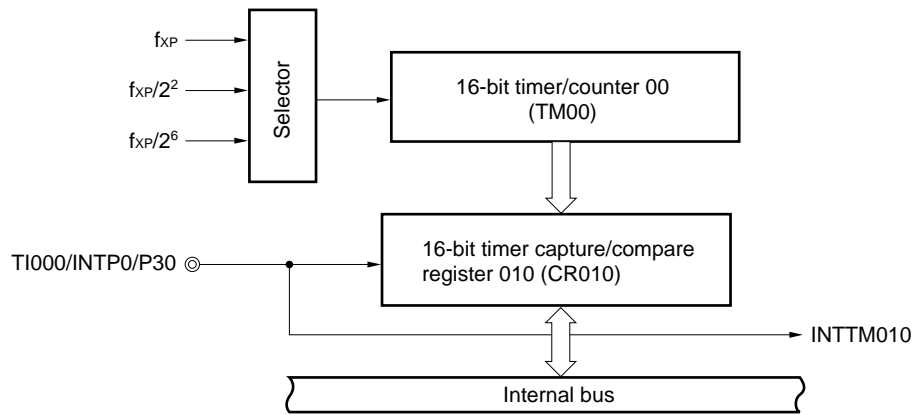 fXP
fXP/2²
fXP/2⁶
Selector
16-bit timer/counter 00
(TM00)
TI000/INTP0/P30
16-bit timer capture/compare
register 010 (CR010)
INTTM010
Internal bus